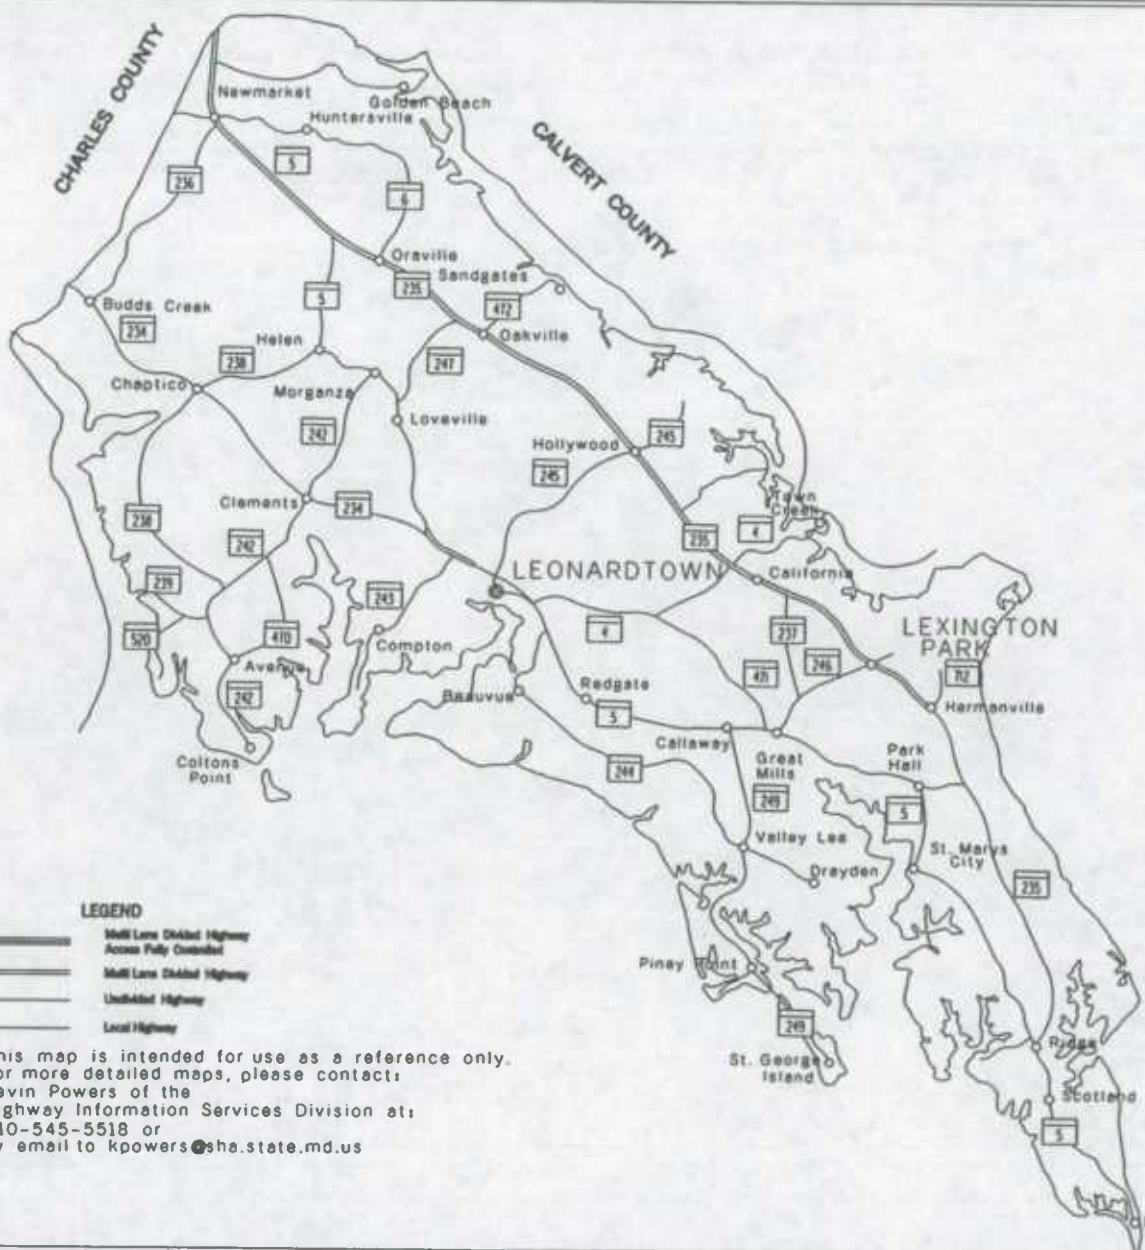 CHARLES COUNTY
CALVERT COUNTY
Newmarket
Golden Beach
Huntersville
5
236
6
Oraville
Sandgates
235
5
472
Budds Creek
234
Oakville
Helen
238
247
Chaptico
Morganza
242
Loveville
Hollywood
245
245
Clements
234
Town
Creek
238
4
242
235
LEONARDTOWN
California
239
243
LEXINGTON
PARK
520
470
4
237
Compton
246
Avenue
471
712
242
Beauvue
Redgate
5
Hermanville
Callaway
Coltons
Point
244
Great
Mills
Park
Hall
249
5
Valley Lee
St. Marys
City
Drayden
235
LEGEND
Multi Lane Divided Highway
Access Fully Controlled
Multi Lane Divided Highway
Undivided Highway
Local Highway
Piney Point
249
St. George
Island
Ridge
Scotland
5
his map is intended for use as a reference only.
or more detailed maps, please contact:
evin Powers of the
ighway Information Services Division at:
10-545-5518 or
y email to kpowers@sha.state.md.us